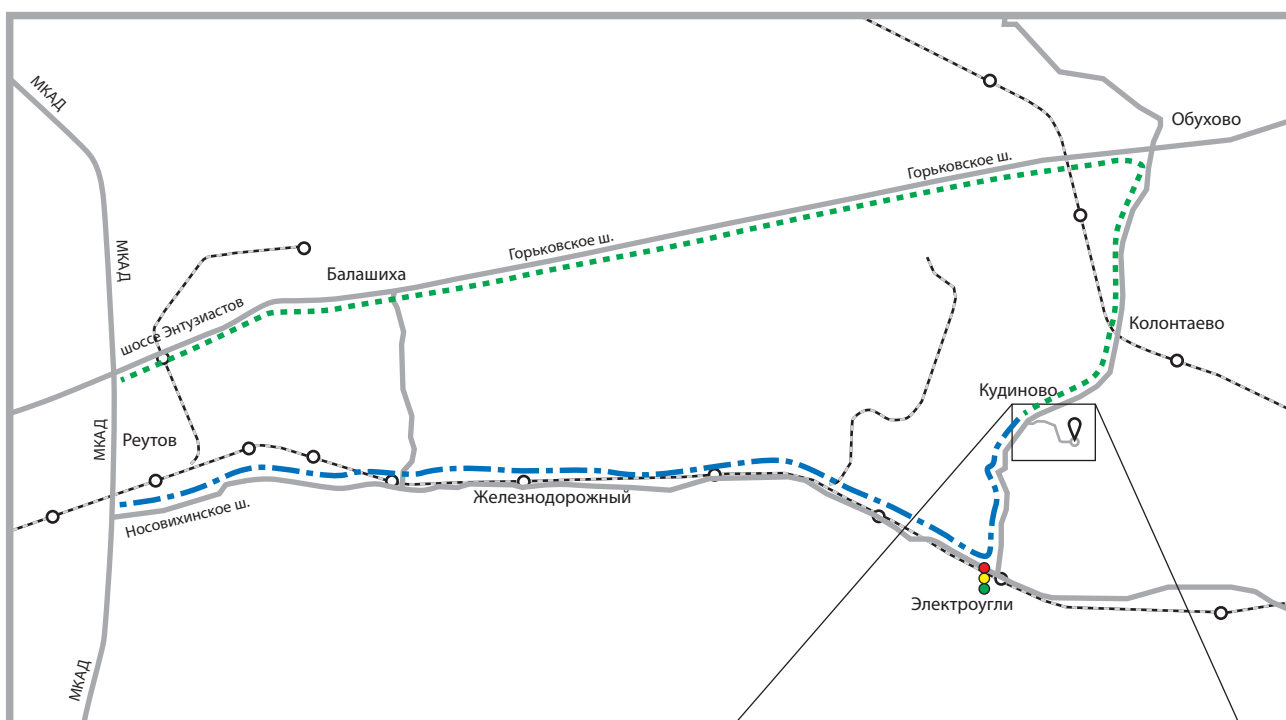 МКАД
Обухово
Горьковское ш.
МКАД
Горьковское ш.
Балашиха
шоссе Энтузиастов
Колонтаево
Кудиново
МКАД
Реутов
Железнодорожный
Носовихинское ш.
Электроугли
МКАД